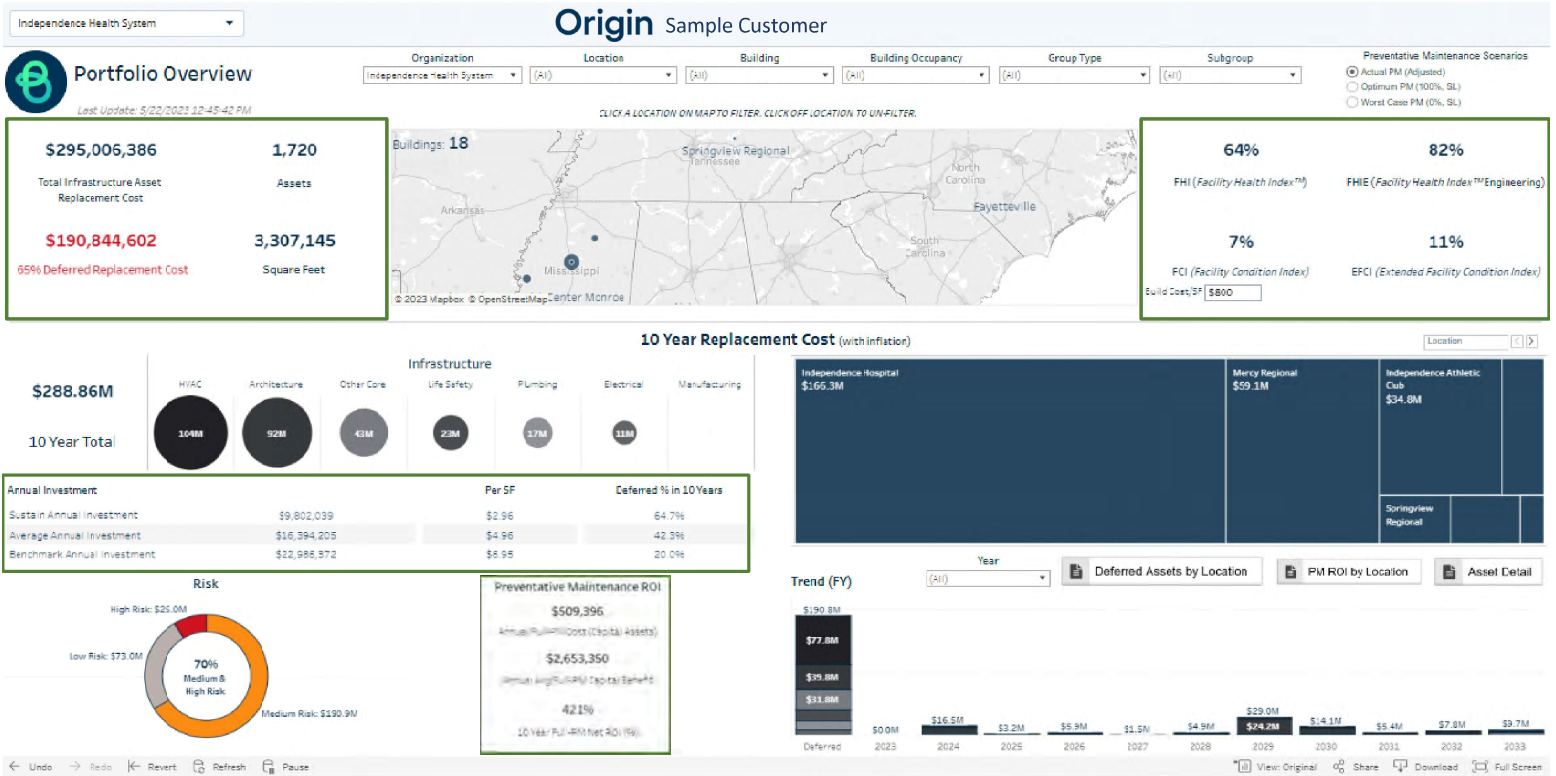 Independence Health System
Origin Sample Customer
Portfolio Overview
Last Update: 5/22/2023 12:45:42 PM
Organization
Independence Health System
Location
(All)
Building
(All)
Building Occupancy
(All)
Group Type
(All)
Subgroup
(All)
Preventative Maintenance Scenarios
Actual PM (Adjusted)
Optimum PM (100%, SL)
Worst Case PM (0%, SL)
CLICK A LOCATION ON MAP TO FILTER. CLICK OFF LOCATION TO UN-FILTER.
$295,006,386
Total Infrastructure Asset
Replacement Cost
1,720
Assets
$190,844,602
65% Deferred Replacement Cost
3,307,145
Square Feet
Buildings: 18
Springview Regional
Tennessee
North
Carolina
Arkansas
Fayetteville
South
Carolina
Mississippi
© 2023 Mapbox © OpenStreetMap
Center Monroe
64%
FHI (Facility Health Index™)
82%
FHIE (Facility Health Index™ Engineering)
7%
FCI (Facility Condition Index)
11%
EFCI (Extended Facility Condition Index)
Build Cost/SF $800
10 Year Replacement Cost (with inflation)
Location
$288.86M
10 Year Total
Infrastructure
HVAC
Architecture
Other Core
Life Safety
Plumbing
Electrical
Manufacturing
104M
92M
43M
23M
17M
11M
Independence Hospital
$166.3M
Mercy Regional
$59.1M
Independence Athletic
Cub
$34.8M
Springview
Regional
Annual Investment Per SF Deferred % in 10 Years
Sustain Annual Investment $9,802,039 $2.96 64.7%
Average Annual Investment $16,394,205 $4.96 42.3%
Benchmark Annual Investment $22,986,372 $6.95 20.0%
Risk
High Risk: $25.0M
Low Risk: $73.0M
70%
Medium &
High Risk
Medium Risk: $190.9M
Preventative Maintenance ROI
$509,396
Annual Full-PM Cost (Capital Assets)
$2,653,350
421%
10 Year Full-PM Net ROI (%)
Trend (FY)
Year
(All)
Deferred Assets by Location
PM ROI by Location
Asset Detail
$190.8M
$77.8M
$39.8M
$31.8M
$0.0M
$16.5M
$3.2M
$5.9M
$1.5M
$4.9M
$29.0M
$24.2M
$14.1M
$5.4M
$7.8M
$9.7M
Deferred 2023 2024 2025 2026 2027 2028 2029 2030 2031 2032 2033
Undo Redo Revert Refresh Pause
View: Original Share Download Full Screen